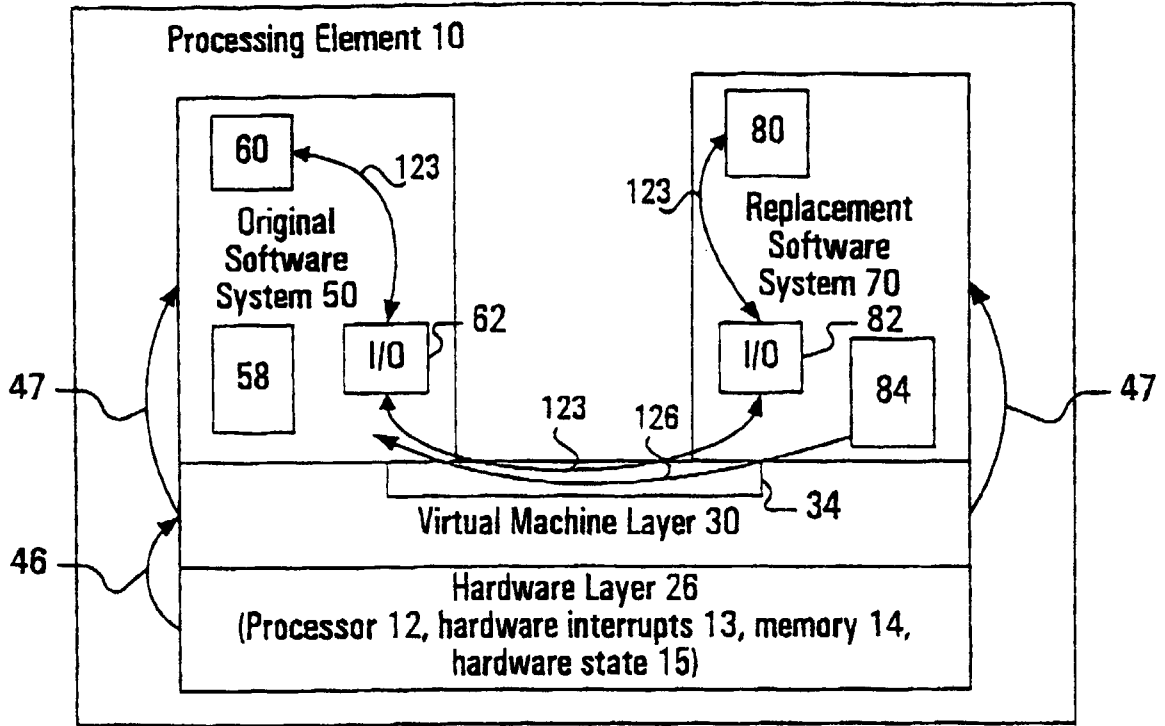 Processing Element 10
60
123
Original
Software
System 50
58
I/O
62
80
123
Replacement
Software
System 70
I/O
82
84
47
47
123
126
34
Virtual Machine Layer 30
46
Hardware Layer 26
(Processor 12, hardware interrupts 13, memory 14,
hardware state 15)